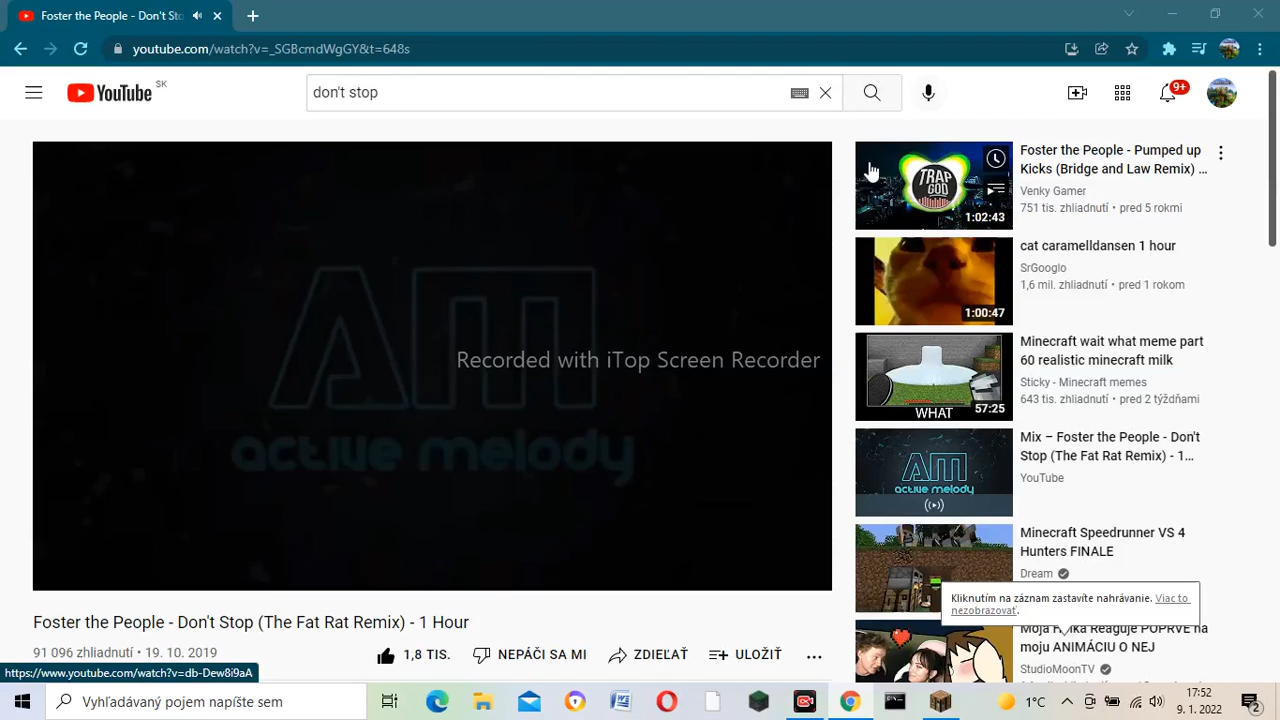 Foster the People - Don't Sto
youtube.com/watch?v=_SGBcmdWgGY&t=648s
YouTube SK
don't stop
9+
AM
active melody
Recorded with iTop Screen Recorder
Foster the People - Don't Stop (The Fat Rat Remix) - 1 Hour
91 096 zhliadnutí • 19. 10. 2019
1,8 TIS.
NEPÁČI SA MI
ZDIEĽAŤ
ULOŽIŤ
https://www.youtube.com/watch?v=db-Dew8i9aA
TRAP
GOD
1:02:43
Foster the People - Pumped up
Kicks (Bridge and Law Remix) ...
Venky Gamer
751 tis. zhliadnutí • pred 5 rokmi
1:00:47
cat caramelldansen 1 hour
SrGooglo
1,6 mil. zhliadnutí • pred 1 rokom
WHAT
57:25
Minecraft wait what meme part
60 realistic minecraft milk
Sticky - Minecraft memes
643 tis. zhliadnutí • pred 2 týždňami
AM
active melody
Mix – Foster the People - Don't
Stop (The Fat Rat Remix) - 1...
YouTube
Minecraft Speedrunner VS 4
Hunters FINALE
Dream
Kliknutím na záznam zastavíte nahrávanie. Viac to
nezobrazovať.
Reaguje POPRVÉ na
moju ANIMÁCIU O NEJ
StudioMoonTV
Vyhľadávaný pojem napíšte sem
1°C
17:52
9. 1. 2022
2